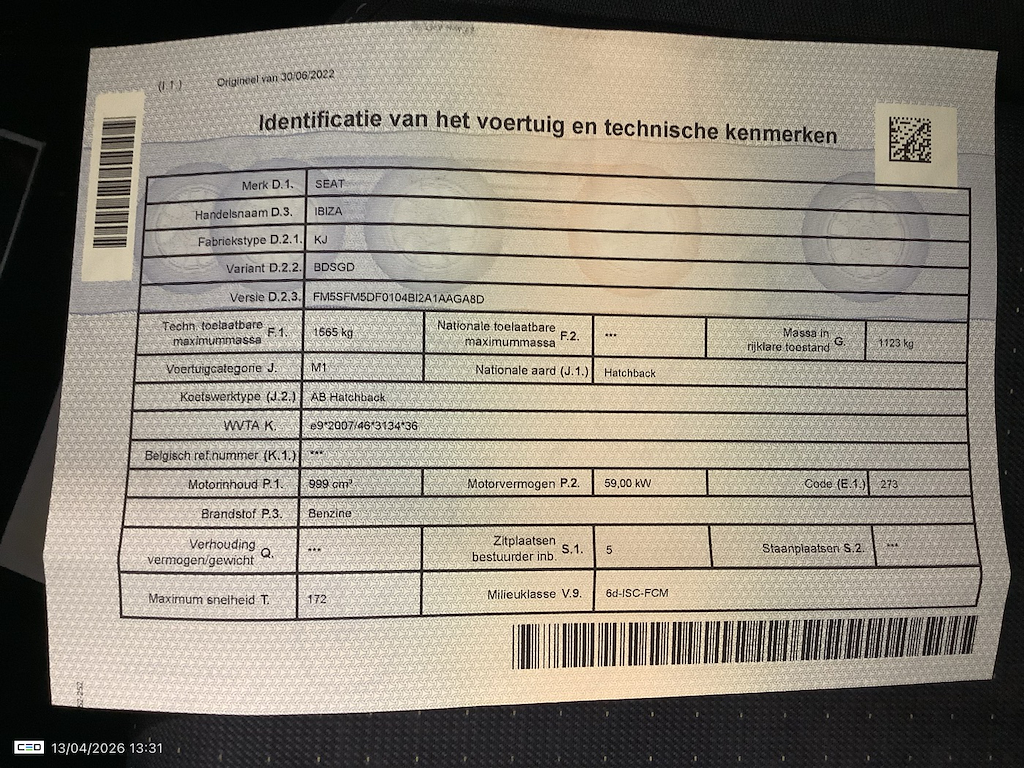 (I.1.) Origineel van 30/06/2022
Identificatie van het voertuig en technische kenmerken
Merk D.1. SEAT
Handelsnaam D.3. IBIZA
Fabriekstype D.2.1. KJ
Variant D.2.2. BDSGD
Versie D.2.3. FM5SFM5DF0104BI2A1AAGA8D
Techn. toelaatbare maximummassa F.1. 1565 kg Nationale toelaatbare maximummassa F.2. *** Massa in rijklare toestand G. 1123 kg
Voertuigcategorie J. M1 Nationale aard (J.1.) Hatchback
Koetswerktype (J.2.) AB Hatchback
WVTA K. e9*2007/46*3134*36
Belgisch ref.nummer (K.1.) ***
Motorinhoud P.1. 999 cm³ Motorvermogen P.2. 59,00 kW Code (E.1.) 273
Brandstof P.3. Benzine
Verhouding vermogen/gewicht Q. *** Zitplaatsen bestuurder inb. S.1. 5 Staanplaatsen S.2. ***
Maximum snelheid T. 172 Milieuklasse V.9. 6d-ISC-FCM
13/04/2026 13:31